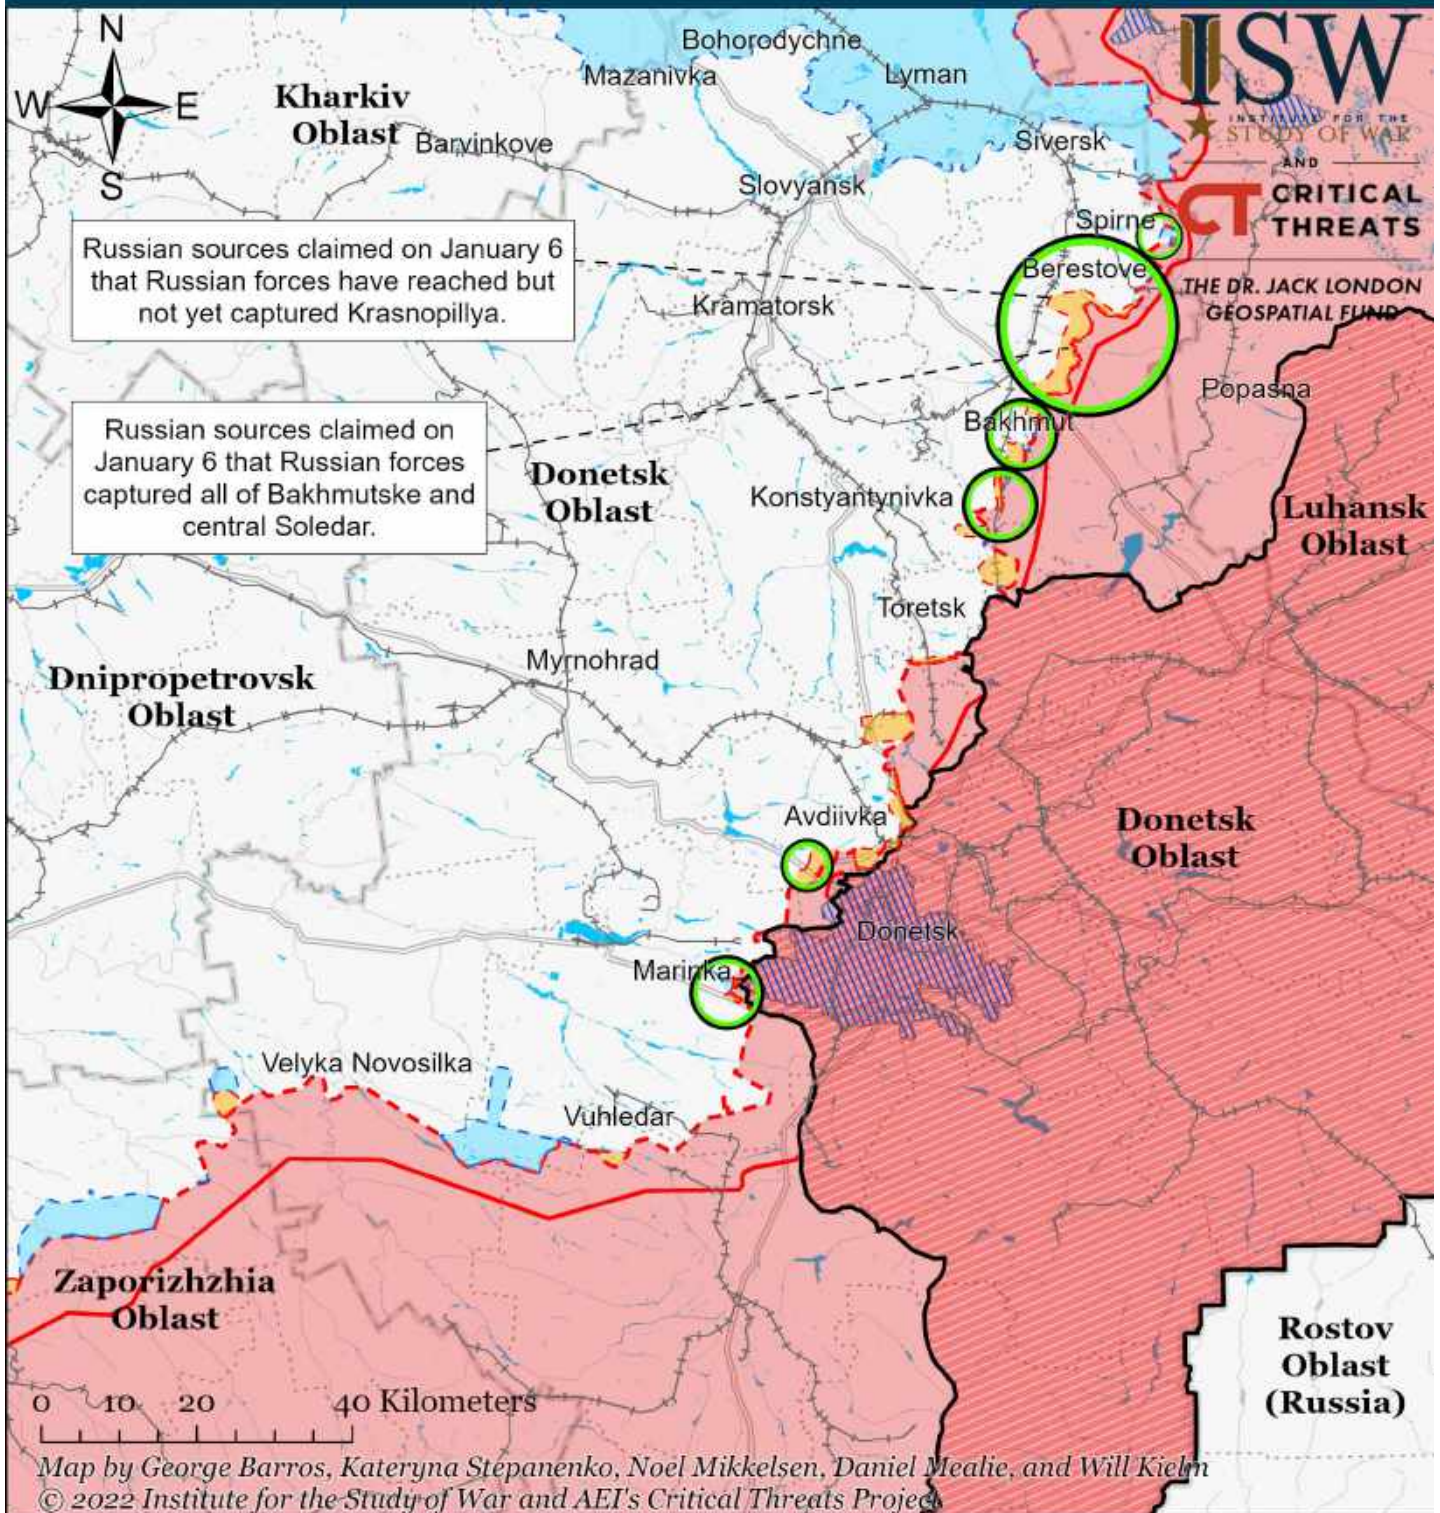 N
W
E
S
Kharkiv
Oblast
Barvinkove
Bohorodychne
Mazanivka
Lyman
Siversk
Slovyansk
ISW
INSTITUTE FOR THE
STUDY OF WAR
AND
CT CRITICAL
THREATS
THE DR. JACK LONDON
GEOSPATIAL FUND
Russian sources claimed on January 6
that Russian forces have reached but
not yet captured Krasnopillya.
Spirne
Berestove
Kramatorsk
Popasna
Russian sources claimed on
January 6 that Russian forces
captured all of Bakhmutske and
central Soledar.
Bakhmut
Donetsk
Oblast
Konstyantynivka
Luhansk
Oblast
Toretsk
Myrnohrad
Dnipropetrovsk
Oblast
Avdiivka
Donetsk
Oblast
Donetsk
Marinka
Velyka Novosilka
Vuhledar
Zaporizhzhia
Oblast
Rostov
Oblast
(Russia)
0 10 20 40 Kilometers
Map by George Barros, Kateryna Stepanenko, Noel Mikkelsen, Daniel Mealie, and Will Kielm
© 2022 Institute for the Study of War and AEI's Critical Threats Project